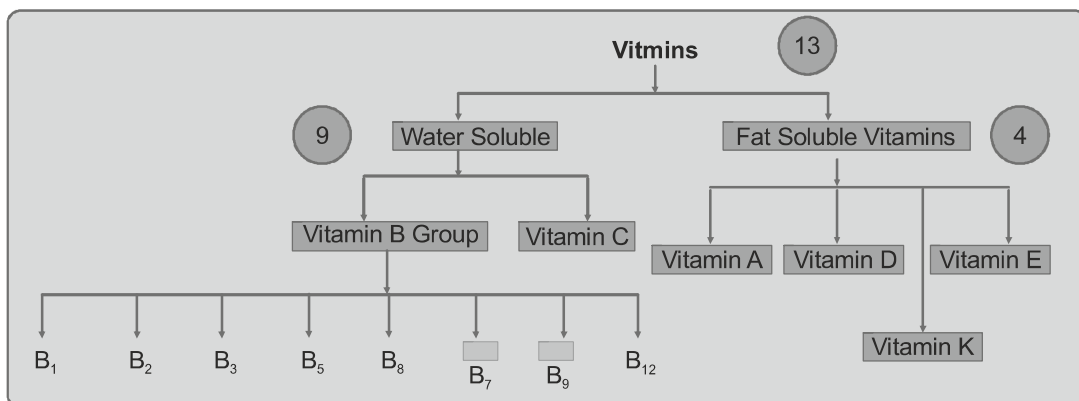 Vitmins
13
9
Water Soluble
Fat Soluble Vitamins
4
Vitamin B Group
Vitamin C
Vitamin A
Vitamin D
Vitamin E
Vitamin K
B₁
B₂
B₃
B₅
B₈
B₇
B₉
B₁₂